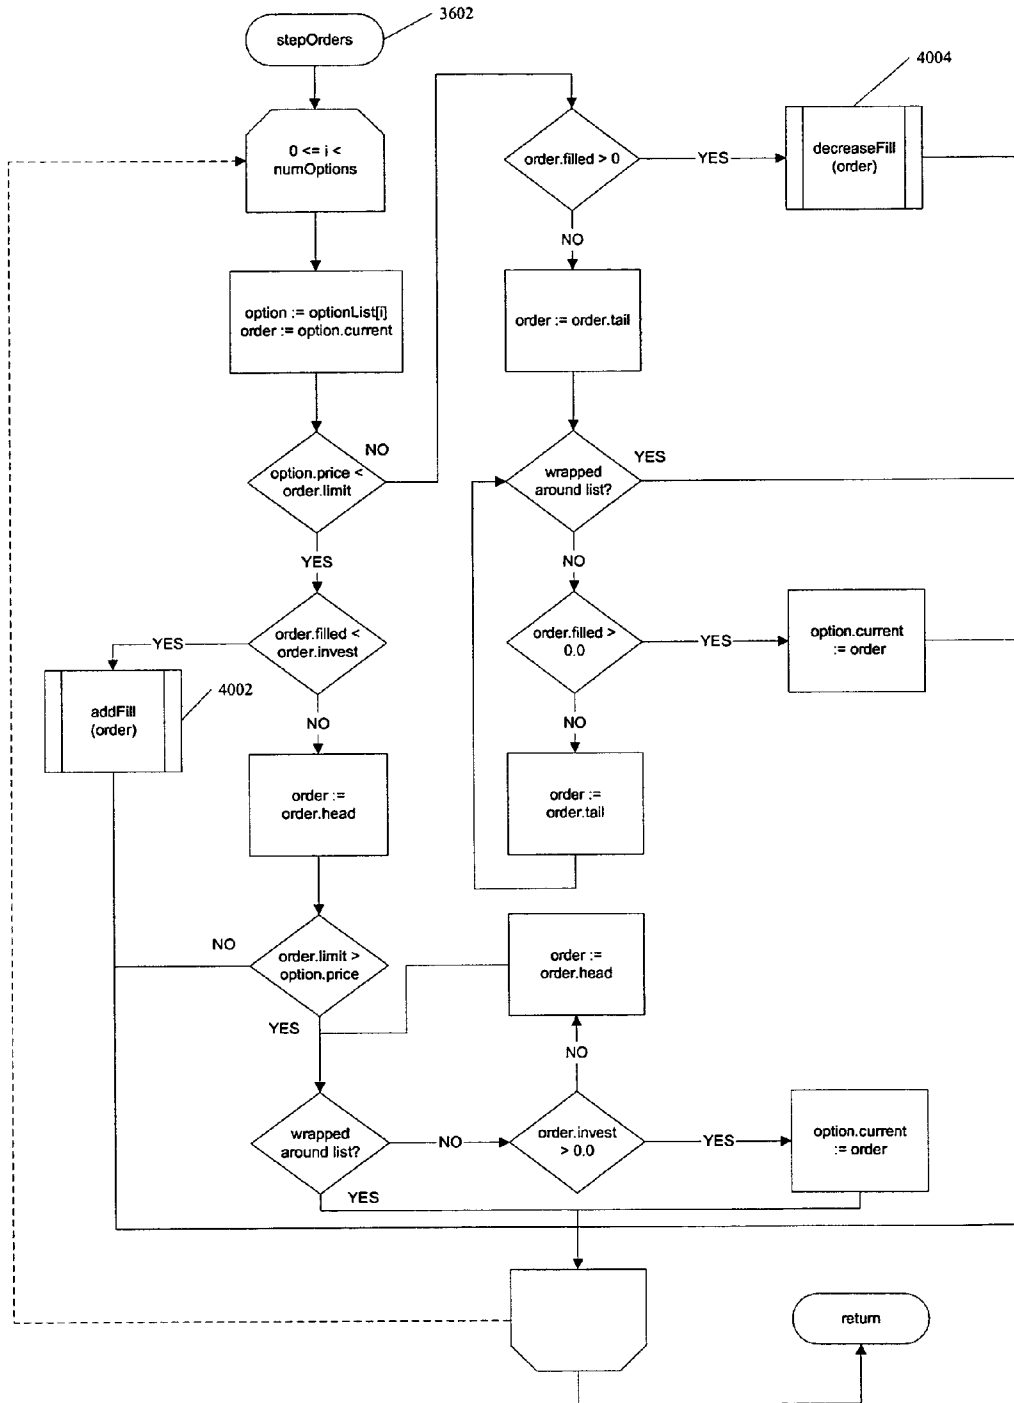 stepOrders
3602
0 <= i <
numOptions
option := optionList[i]
order := option.current
option.price <
order.limit
NO
YES
order.filled <
order.invest
YES
addFill
(order)
4002
NO
order :=
order.head
order.limit >
option.price
NO
YES
wrapped
around list?
NO
YES
order.invest
> 0.0
NO
order :=
order.head
YES
option.current
:= order
order.filled > 0
YES
decreaseFill
(order)
4004
NO
order := order.tail
wrapped
around list?
YES
NO
order.filled >
0.0
YES
option.current
:= order
NO
order :=
order.tail
return